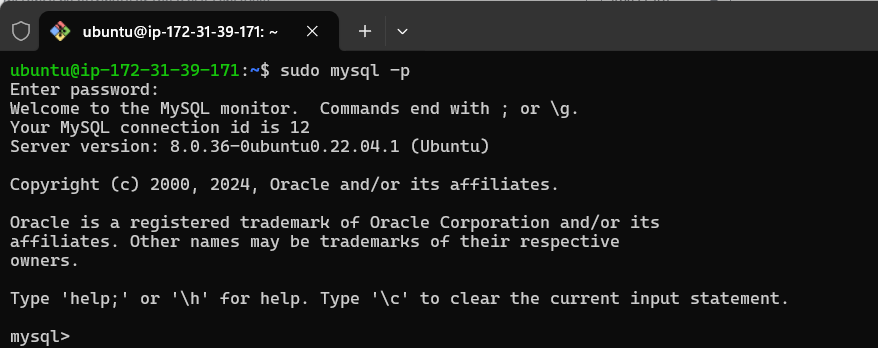 ubuntu@ip-172-31-39-171: ~
ubuntu@ip-172-31-39-171:~$ sudo mysql -p
Enter password:
Welcome to the MySQL monitor.  Commands end with ; or \g.
Your MySQL connection id is 12
Server version: 8.0.36-0ubuntu0.22.04.1 (Ubuntu)
Copyright (c) 2000, 2024, Oracle and/or its affiliates.
Oracle is a registered trademark of Oracle Corporation and/or its
affiliates. Other names may be trademarks of their respective
owners.
Type 'help;' or '\h' for help. Type '\c' to clear the current input statement.
mysql>